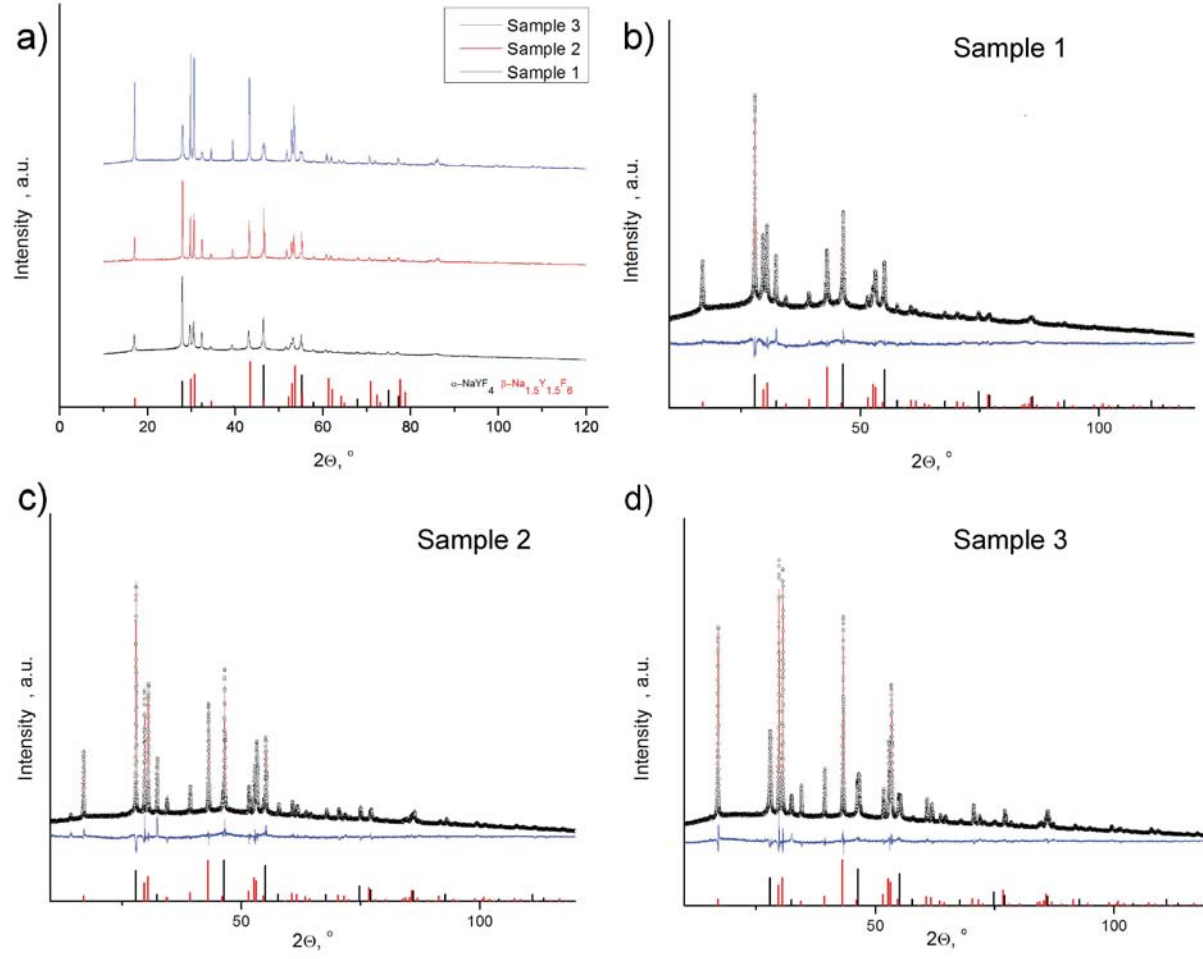 a)
Sample 3
Sample 2
Sample 1
Intensity , a.u.
α–NaYF4 β–Na1.5Y1.5F6
0 20 40 60 80 100 120
2Θ, °
b)
Sample 1
Intensity , a.u.
50 100
2Θ, °
c)
Sample 2
Intensity , a.u.
50 100
2Θ, °
d)
Sample 3
Intensity , a.u.
50 100
2Θ, °